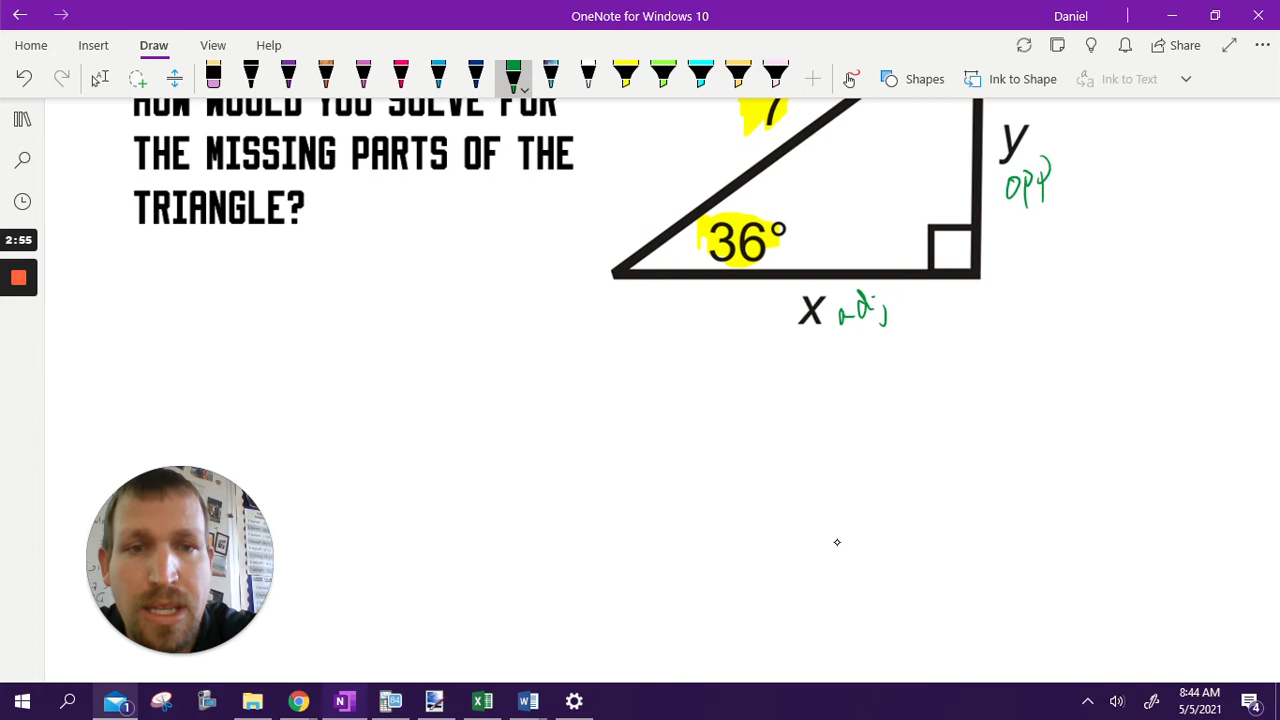 OneNote for Windows 10
Daniel
Home Insert Draw View Help
Share
Shapes Ink to Shape Ink to Text
HOW WOULD YOU SOLVE FOR
THE MISSING PARTS OF THE
TRIANGLE?
7
y
opp
36°
x adj
2:55
8:44 AM
5/5/2021
1
4